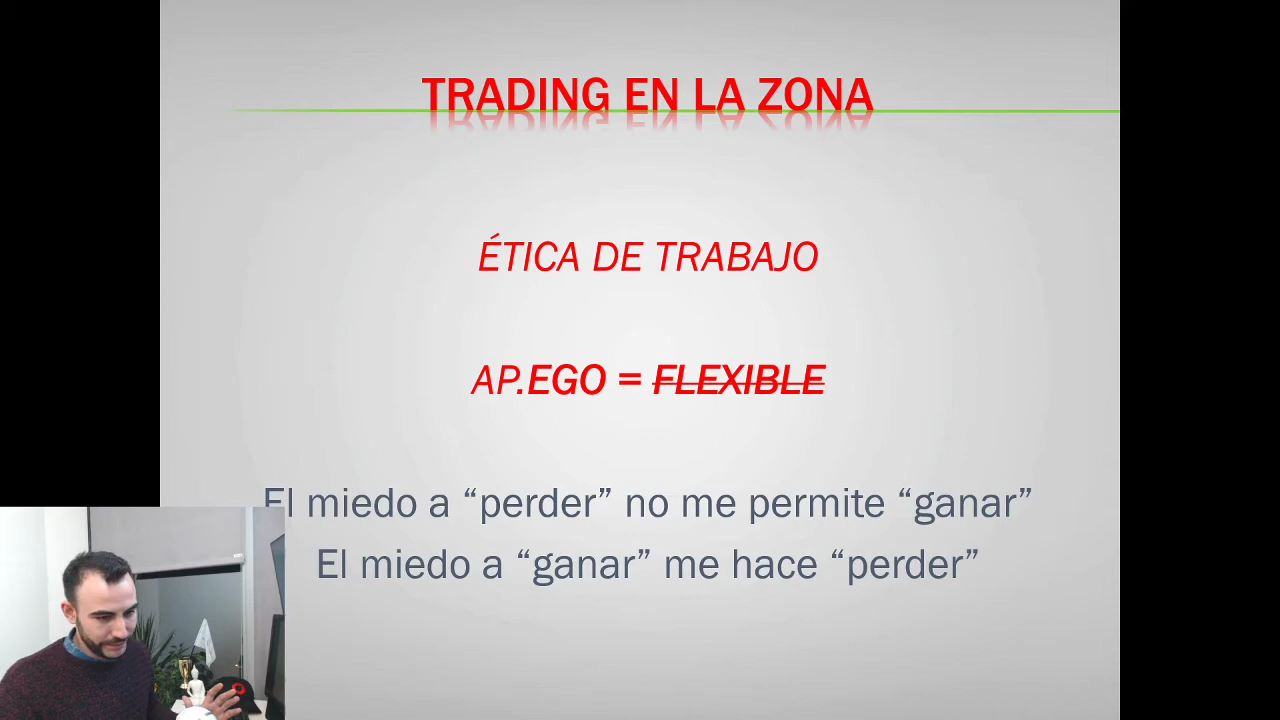 TRADING EN LA ZONA
ÉTICA DE TRABAJO
AP.EGO = FLEXIBLE
El miedo a “perder” no me permite “ganar”
El miedo a “ganar” me hace “perder”